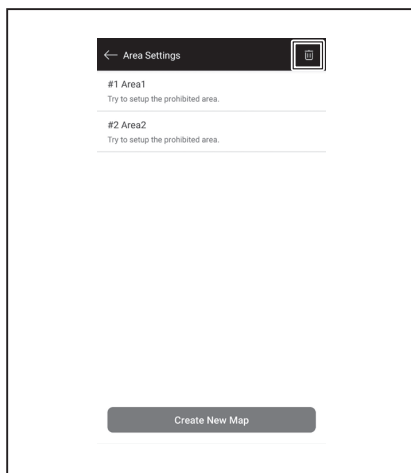 Area Settings
#1 Area1
Try to setup the prohibited area.
#2 Area2
Try to setup the prohibited area.
Create New Map